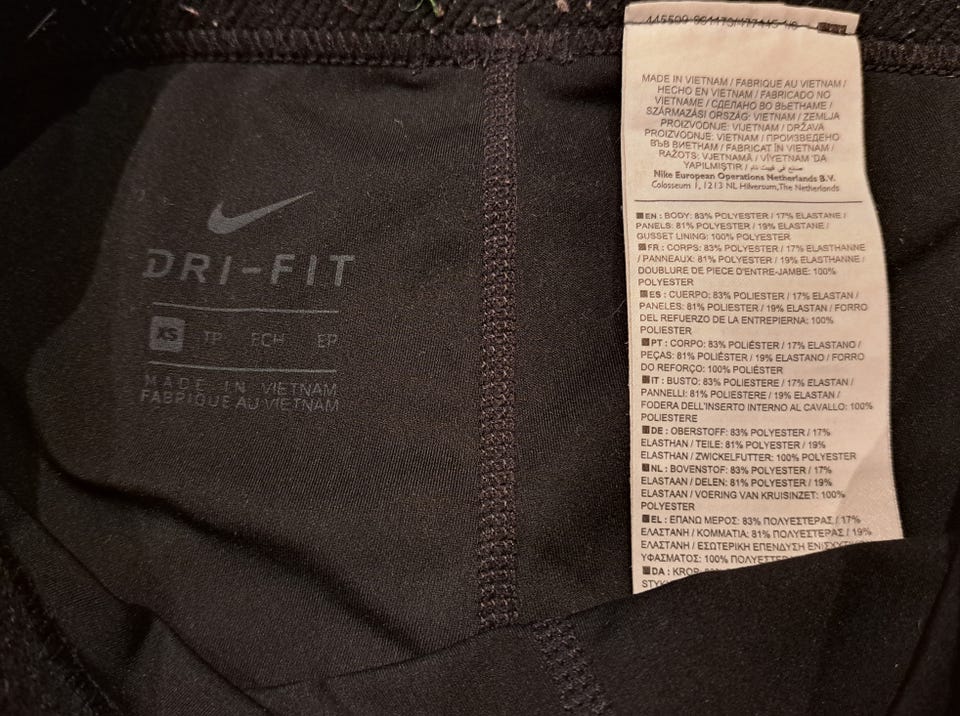 DRI-FIT
XS TP ECH EP
MADE IN VIETNAM
FABRIQUE AU VIETNAM
MADE IN VIETNAM / FABRIQUE AU VIETNAM /
HECHO EN VIETNAM / FABRICADO NO
VIETNAME / СДЕЛАНО ВО ВЬЕТНАМЕ /
SZÁRMAZÁSI ORSZÁG: VIETNAM / ZEMLJA
PROIZVODNJE: VIJETNAM / DRŽAVA
PROIZVODNJE: VIETNAM / ПРОИЗВЕДЕНО
ВЪВ ВИЕТНАМ / FABRICAT ÎN VIETNAM /
RAŽOTS: VJETNAMĀ / VİYETNAM 'DA
YAPILMIŞTIR / صنع في فيتنام
Nike European Operations Netherlands B.V.
Colosseum 1, 1213 NL Hilversum, The Netherlands
EN : BODY: 83% POLYESTER / 17% ELASTANE /
PANELS: 81% POLYESTER / 19% ELASTANE /
GUSSET LINING: 100% POLYESTER
FR : CORPS: 83% POLYESTER / 17% ELASTHANNE
/ PANNEAUX: 81% POLYESTER / 19% ELASTHANNE /
DOUBLURE DE PIECE D'ENTRE-JAMBE: 100%
POLYESTER
ES : CUERPO: 83% POLIESTER / 17% ELASTAN /
PANELES: 81% POLIESTER / 19% ELASTAN / FORRO
DEL REFUERZO DE LA ENTREPIERNA: 100%
POLIESTER
PT : CORPO: 83% POLIÉSTER / 17% ELASTANO /
PEÇAS: 81% POLIÉSTER / 19% ELASTANO / FORRO
DO REFORÇO: 100% POLIÉSTER
IT : BUSTO: 83% POLIESTERE / 17% ELASTAN /
PANNELLI: 81% POLIESTERE / 19% ELASTAN /
FODERA DELL'INSERTO INTERNO AL CAVALLO: 100%
POLIESTERE
DE : OBERSTOFF: 83% POLYESTER / 17%
ELASTHAN / TEILE: 81% POLYESTER / 19%
ELASTHAN / ZWICKELFUTTER: 100% POLYESTER
NL : BOVENSTOF: 83% POLYESTER / 17%
ELASTAAN / DELEN: 81% POLYESTER / 19%
ELASTAAN / VOERING VAN KRUISINZET: 100%
POLYESTER
EL : ΕΠΑΝΩ ΜΕΡΟΣ: 83% ΠΟΛΥΕΣΤΕΡΑΣ / 17%
ΕΛΑΣΤΑΝΗ / ΚΟΜΜΑΤΙΑ: 81% ΠΟΛΥΕΣΤΕΡΑΣ / 19%
ΕΛΑΣΤΑΝΗ / ΕΣΩΤΕΡΙΚΗ ΕΠΕΝΔΥΣΗ
ΥΦΑΣΜΑΤΟΣ: 100%
DA : KROP: